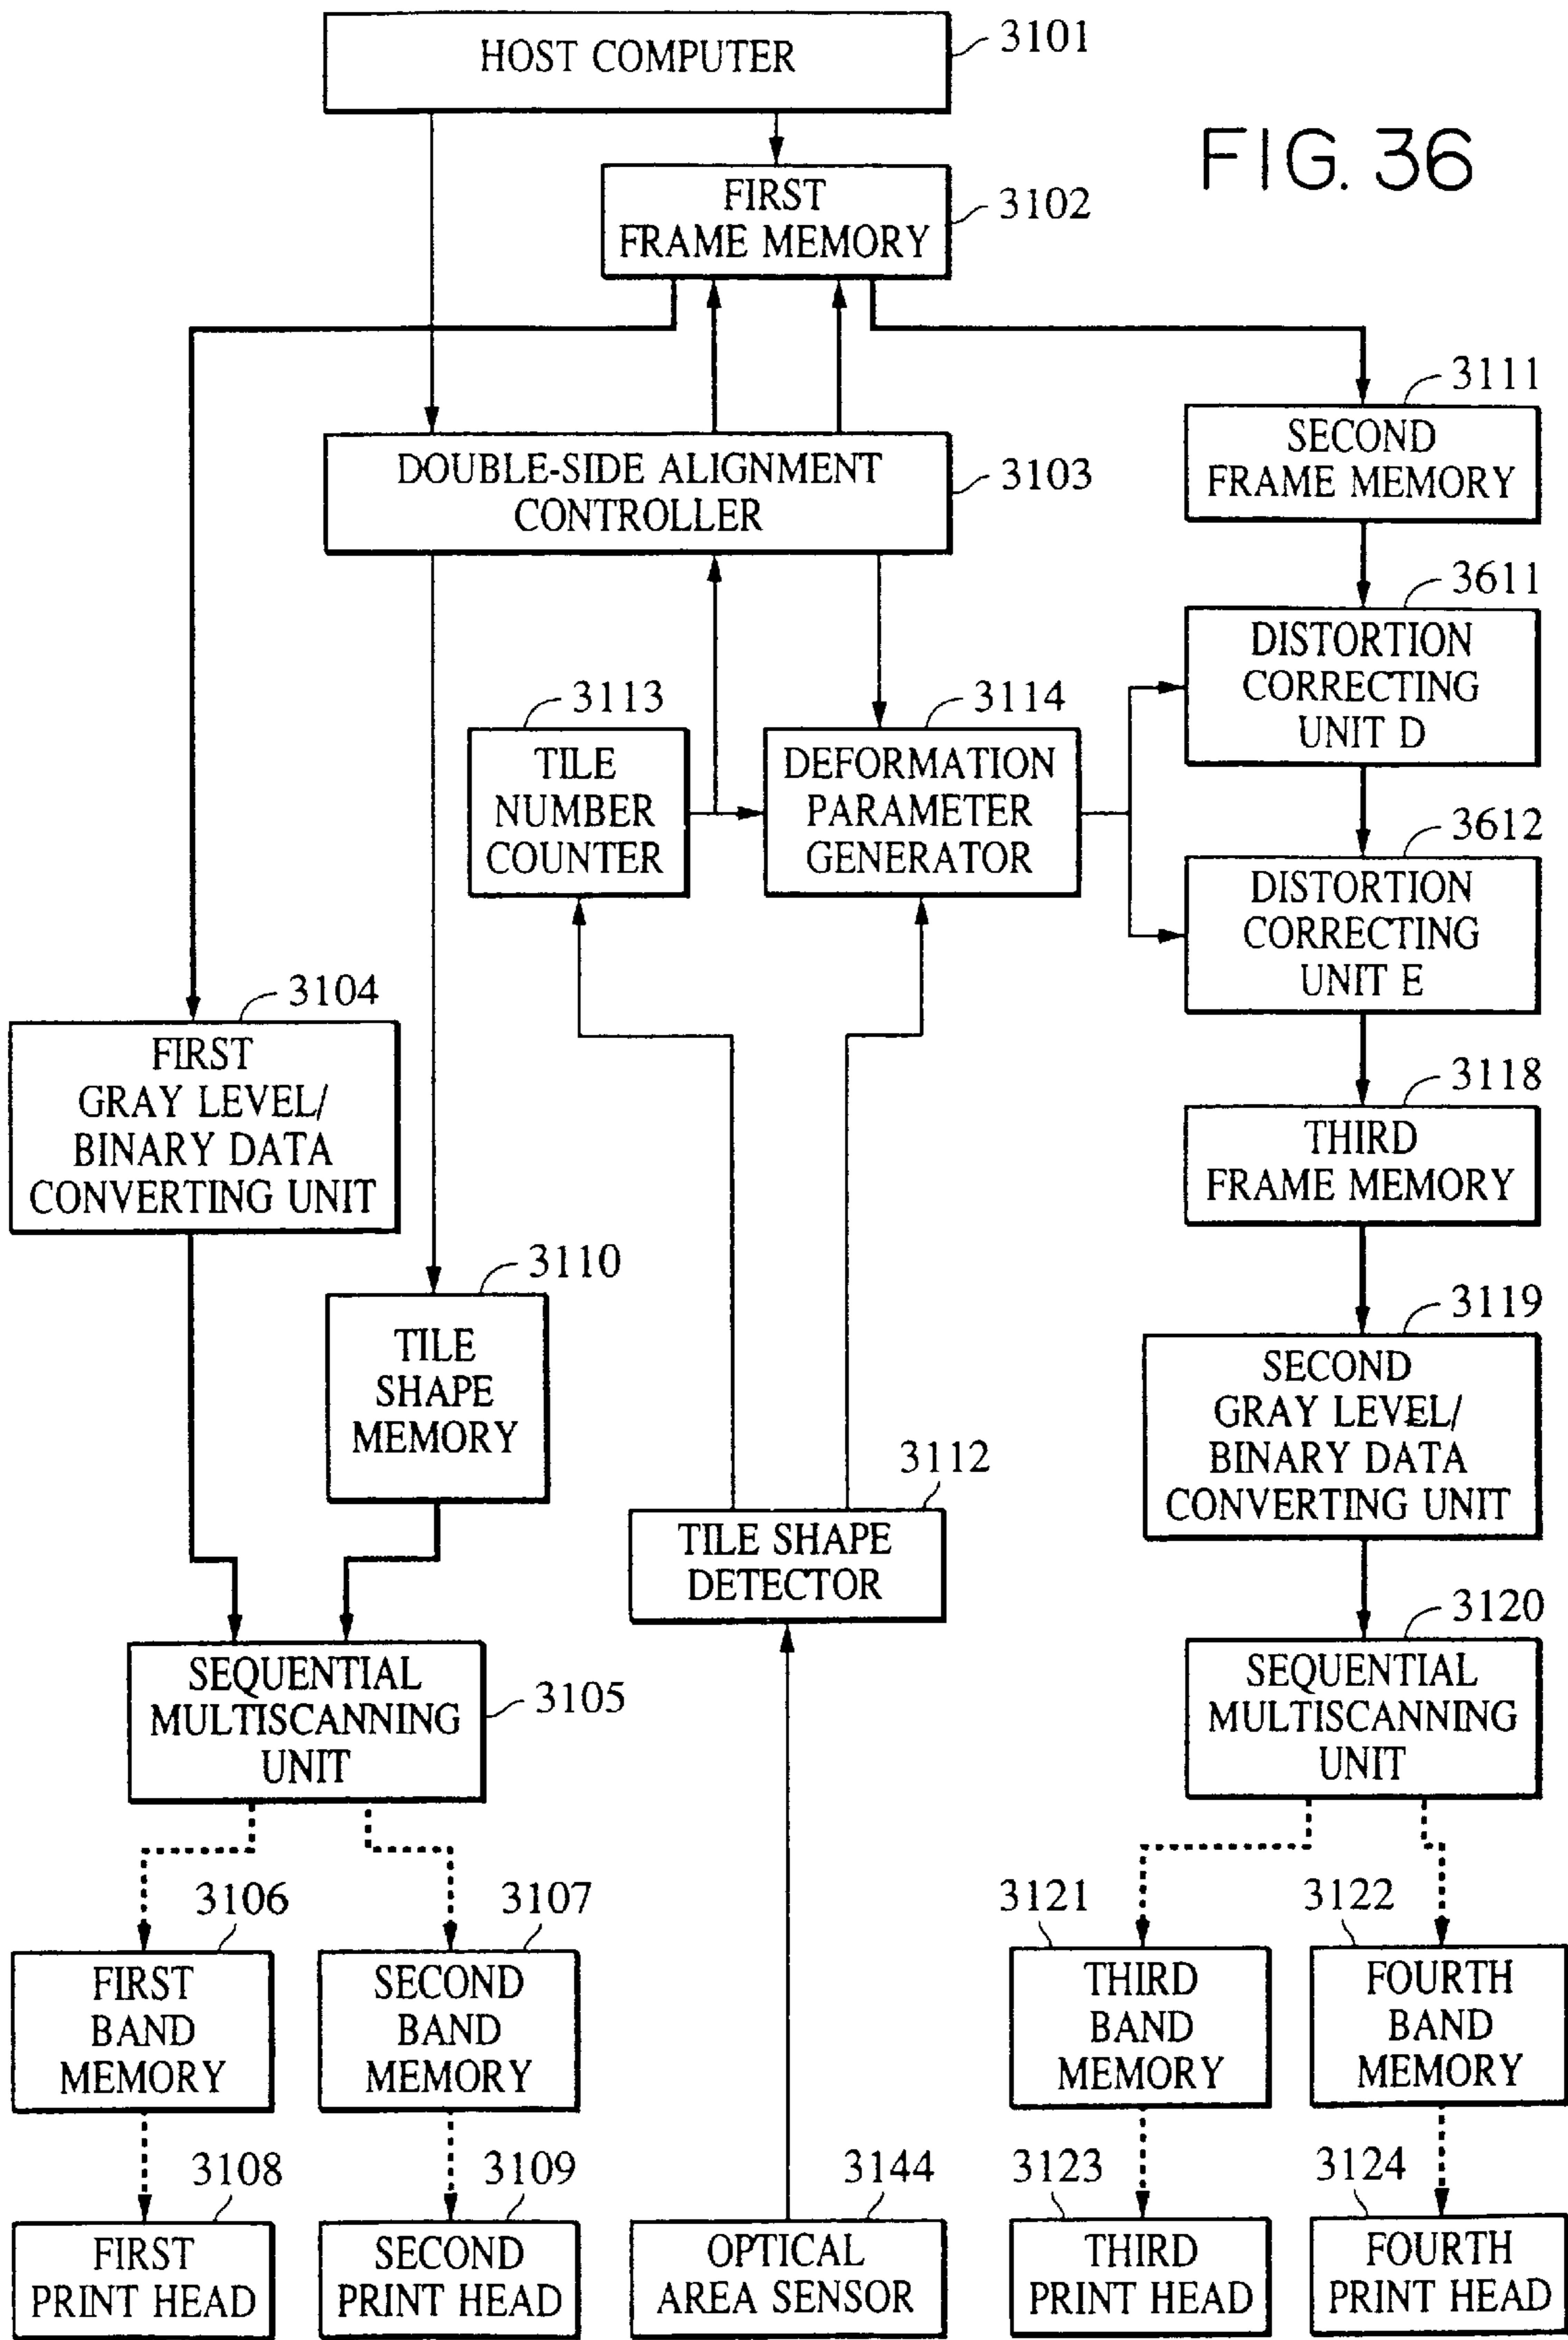 HOST COMPUTER
3101
FIG. 36
FIRST
FRAME MEMORY
3102
3111
SECOND
FRAME MEMORY
DOUBLE-SIDE ALIGNMENT
CONTROLLER
3103
3611
DISTORTION
CORRECTING
UNIT D
3113
TILE
NUMBER
COUNTER
3114
DEFORMATION
PARAMETER
GENERATOR
3612
DISTORTION
CORRECTING
UNIT E
3104
FIRST
GRAY LEVEL/
BINARY DATA
CONVERTING UNIT
3118
THIRD
FRAME MEMORY
3110
TILE
SHAPE
MEMORY
3119
SECOND
GRAY LEVEL/
BINARY DATA
CONVERTING UNIT
3112
TILE SHAPE
DETECTOR
SEQUENTIAL
MULTISCANNING
UNIT
3105
3120
SEQUENTIAL
MULTISCANNING
UNIT
3106
FIRST
BAND
MEMORY
3107
SECOND
BAND
MEMORY
3121
THIRD
BAND
MEMORY
3122
FOURTH
BAND
MEMORY
3108
FIRST
PRINT HEAD
3109
SECOND
PRINT HEAD
3144
OPTICAL
AREA SENSOR
3123
THIRD
PRINT HEAD
3124
FOURTH
PRINT HEAD